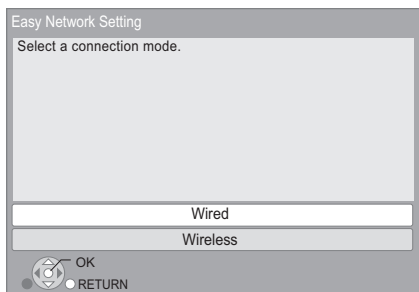 Easy Network Setting
Select a connection mode.
Wired
Wireless
OK
RETURN